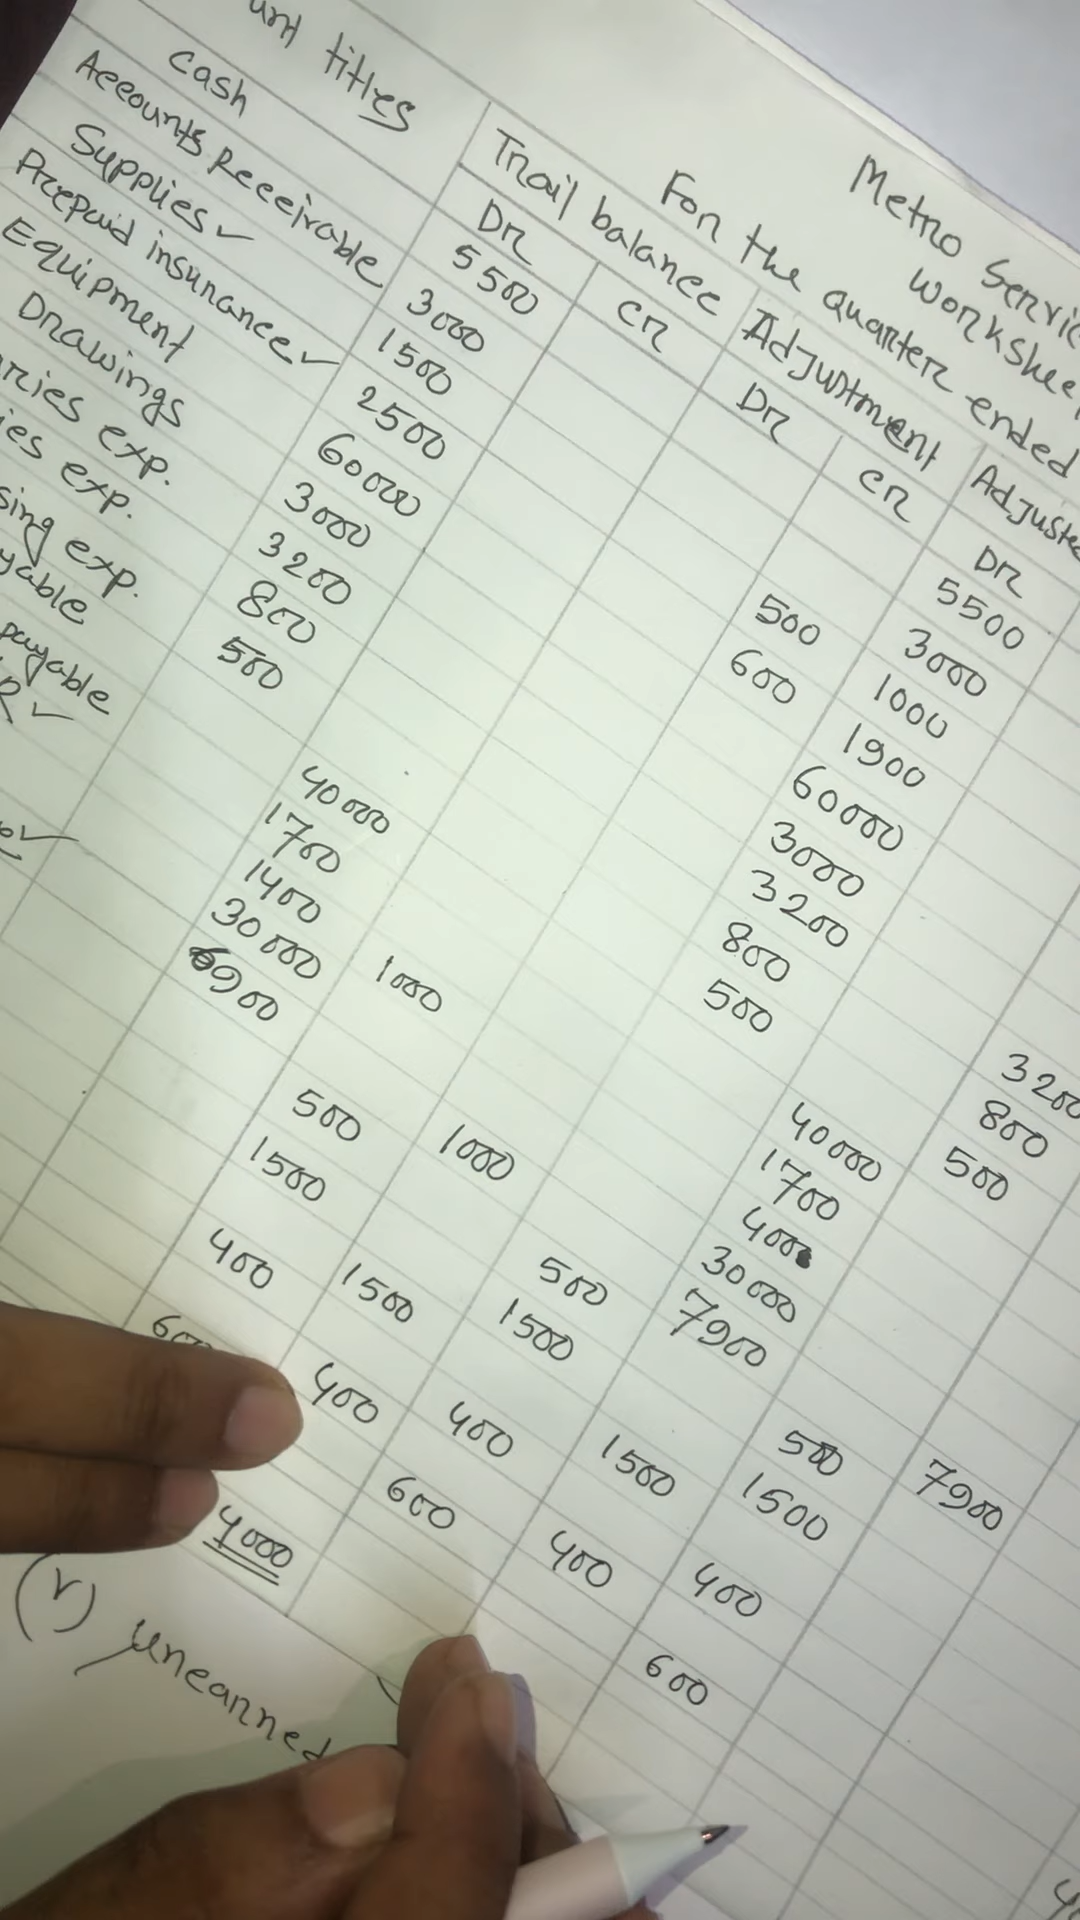 Metro Servic
Workshee
For the quarter ended
unt titles
Trail balance
Adjustment
Adjuste
DR
CR
DR
CR
DR
Cash
5500
5500
Accounts Receivable
3000
3000
Supplies ✓
1500
500
1000
Prepaid insurance ✓
2500
600
1900
Equipment
60000
60000
Drawings
3000
3000
ries exp.
3200
3200
3200
ies exp.
800
800
800
sing exp.
500
500
500
yable
40000
40000
payable
1700
1700
R ✓
1400
1000
400
30000
30000
6900
1000
7900
7900
500
500
500
1500
1500
1500
1500
1500
400
400
400
400
400
600
600
600
4000
(v) unearned